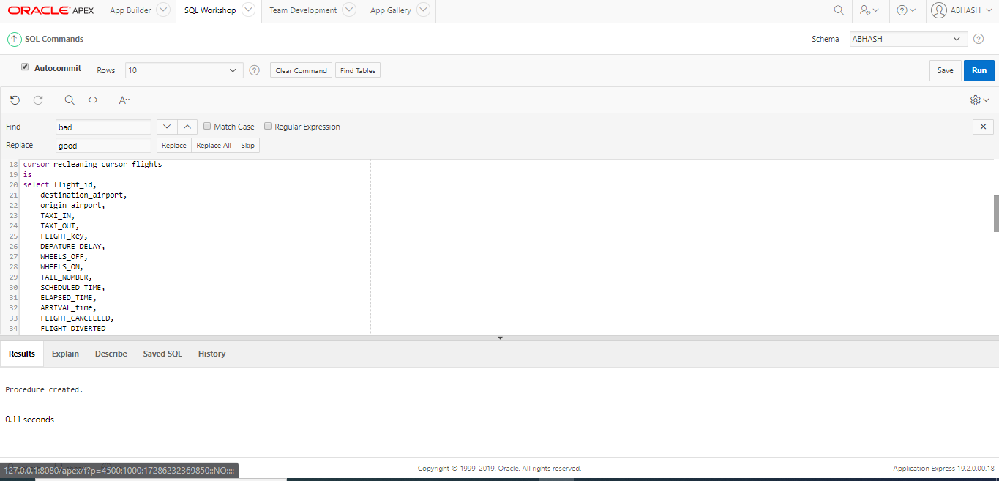 ORACLE APEX App Builder SQL Workshop Team Development App Gallery ABHASH
SQL Commands Schema ABHASH
Autocommit Rows 10 Clear Command Find Tables Save Run
A
Find bad Match Case Regular Expression
Replace good Replace Replace All Skip
18 cursor recleaning_cursor_flights
19 is
20 select flight_id,
21 destination_airport,
22 origin_airport,
23 TAXI_IN,
24 TAXI_OUT,
25 FLIGHT_key,
26 DEPATURE_DELAY,
27 WHEELS_OFF,
28 WHEELS_ON,
29 TAIL_NUMBER,
30 SCHEDULED_TIME,
31 ELAPSED_TIME,
32 ARRIVAL_time,
33 FLIGHT_CANCELLED,
34 FLIGHT_DIVERTED
Results Explain Describe Saved SQL History
Procedure created.
0.11 seconds
127.0.0.1:8080/apex/f?p=4500:1000:17286232369850::NO:::: Copyright © 1999, 2019, Oracle. All rights reserved. Application Express 19.2.0.00.18